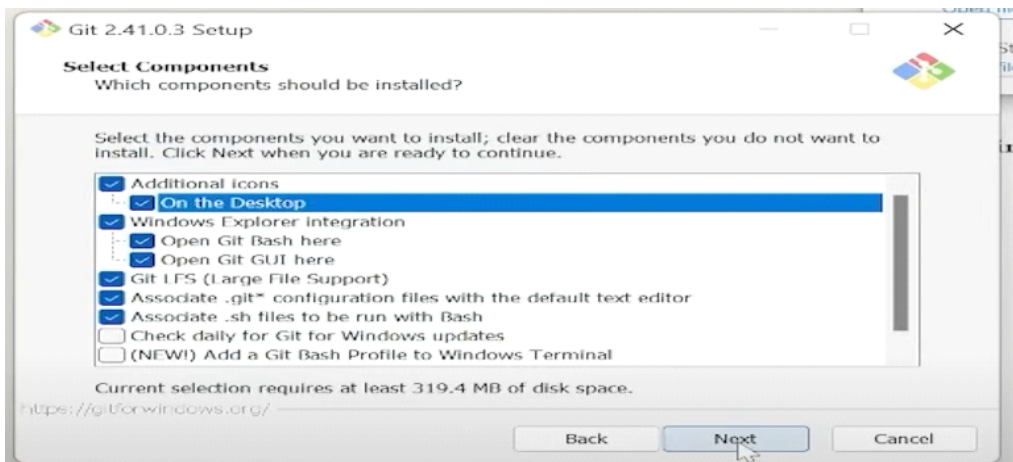 Git 2.41.0.3 Setup
Select Components
Which components should be installed?
Select the components you want to install; clear the components you do not want to
install. Click Next when you are ready to continue.
Additional icons
On the Desktop
Windows Explorer integration
Open Git Bash here
Open Git GUI here
Git LFS (Large File Support)
Associate .git* configuration files with the default text editor
Associate .sh files to be run with Bash
Check daily for Git for Windows updates
(NEW!) Add a Git Bash Profile to Windows Terminal
Current selection requires at least 319.4 MB of disk space.
https://gitforwindows.org/
Back
Next
Cancel